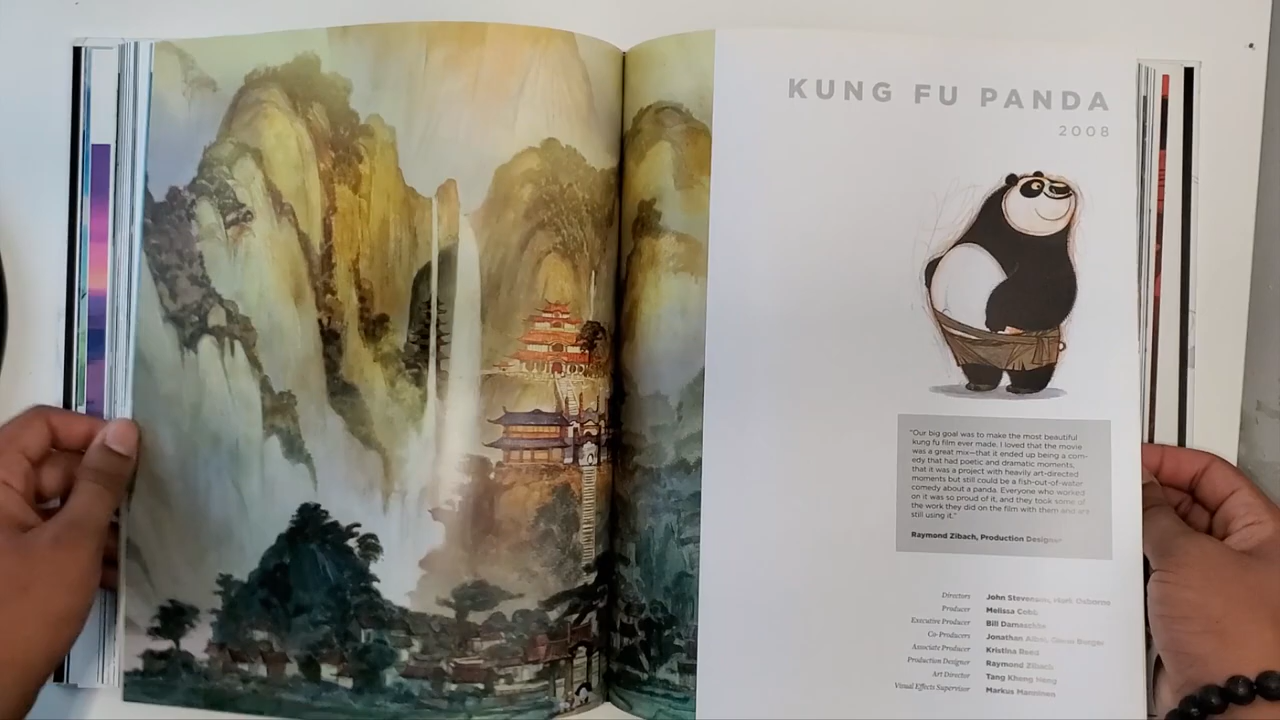 KUNG FU PANDA
2008
"Our big goal was to make the most beautiful
kung fu film ever made. I loved that the movie
was a great mix—that it ended up being a com-
edy that had poetic and dramatic moments,
that it was a project with heavily art-directed
moments but still could be a fish-out-of-water
comedy about a panda. Everyone who worked
on it was so proud of it, and they took some of
the work they did on the film with them and are
still using it."
Raymond Zibach, Production Designer
Directors John Stevenson, Mark Osborne
Producer Melissa Cobb
Executive Producer Bill Damaschke
Co-Producers Jonathan Aibel, Glenn Berger
Associate Producer Kristina Reed
Production Designer Raymond Zibach
Art Director Tang Kheng Heng
Visual Effects Supervisor Markus Manninen